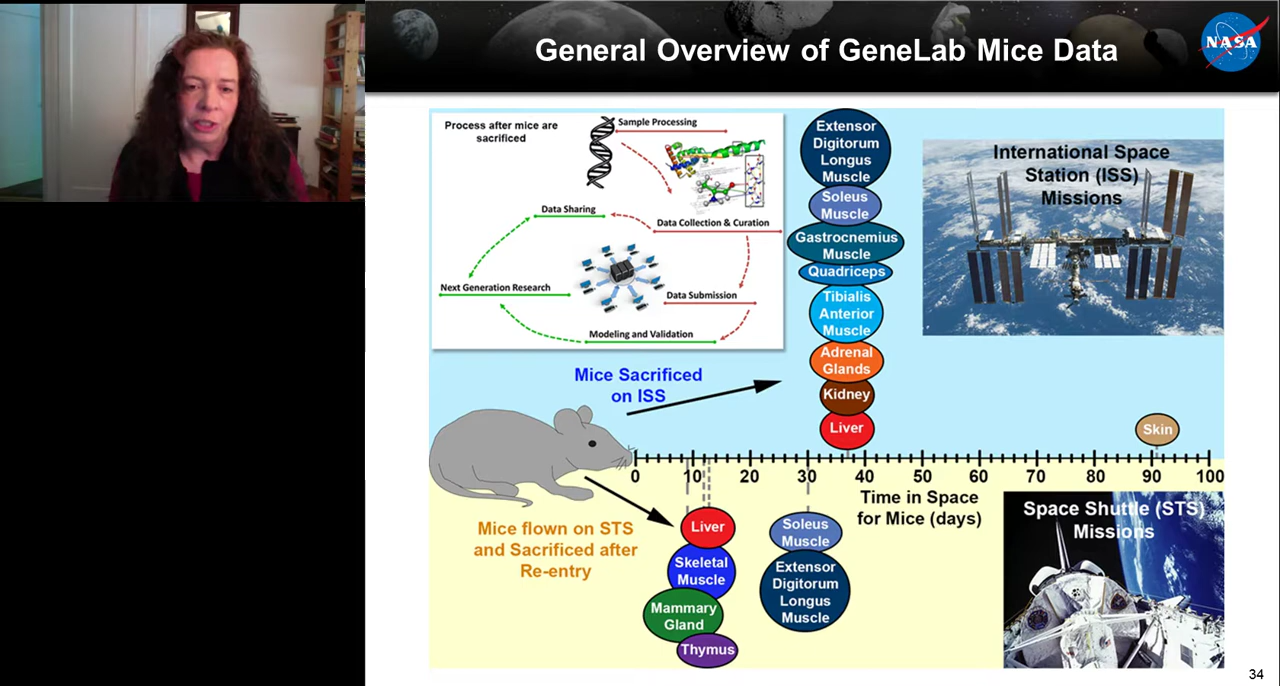 General Overview of GeneLab Mice Data
NASA
Process after mice are
sacrificed
Sample Processing
Data Sharing
Data Collection & Curation
Next Generation Research
Data Submission
Modeling and Validation
Extensor
Digitorum
Longus
Muscle
Soleus
Muscle
Gastrocnemius
Muscle
Quadriceps
Tibialis
Anterior
Muscle
Adrenal
Glands
Kidney
Liver
International Space
Station (ISS)
Missions
Mice Sacrificed
on ISS
Skin
0 10 20 30 40 50 60 70 80 90 100
Time in Space
for Mice (days)
Mice flown on STS
and Sacrificed after
Re-entry
Liver
Skeletal
Muscle
Mammary
Gland
Thymus
Soleus
Muscle
Extensor
Digitorum
Longus
Muscle
Space Shuttle (STS)
Missions
34